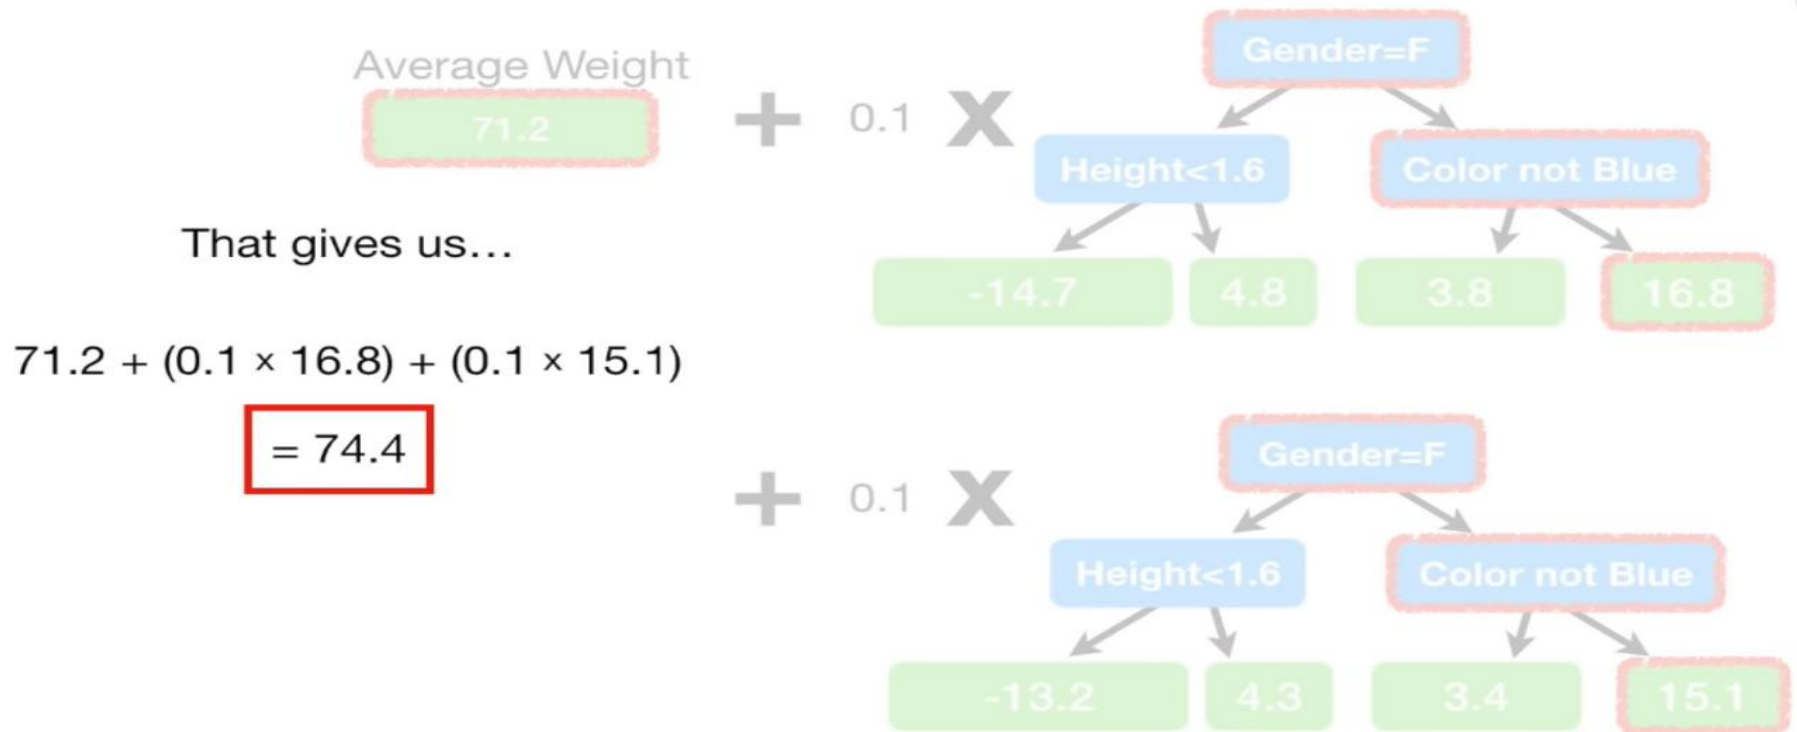 Average Weight
71.2
+ 0.1 X
Gender=F
Height<1.6 Color not Blue
-14.7 4.8 3.8 16.8
That gives us...
71.2 + (0.1 × 16.8) + (0.1 × 15.1)
= 74.4
+ 0.1 X
Gender=F
Height<1.6 Color not Blue
-13.2 4.3 3.4 15.1